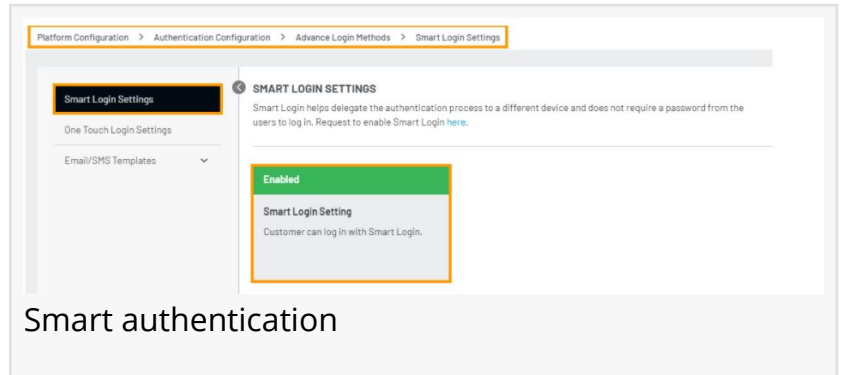 Platform Configuration > Authentication Configuration > Advance Login Methods > Smart Login Settings
Smart Login Settings
One Touch Login Settings
Email/SMS Templates
SMART LOGIN SETTINGS
Smart Login helps delegate the authentication process to a different device and does not require a password from the
users to log in. Request to enable Smart Login here.
Enabled
Smart Login Setting
Customer can log in with Smart Login.
Smart authentication